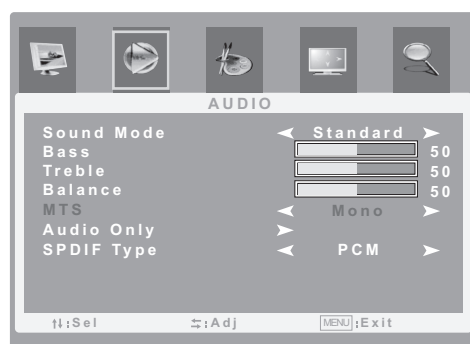 AUDIO
Sound Mode Standard
Bass 50
Treble 50
Balance 50
MTS Mono
Audio Only
SPDIF Type PCM
:Sel :Adj MENU :Exit